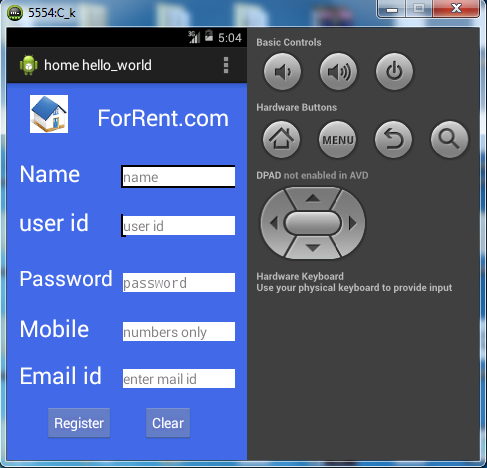 5554:C_k
3G 5:04
home hello_world
ForRent.com
Name name
user id user id
Password password
Mobile numbers only
Email id enter mail id
Register Clear
Basic Controls
Hardware Buttons
MENU
DPAD not enabled in AVD
Hardware Keyboard
Use your physical keyboard to provide input